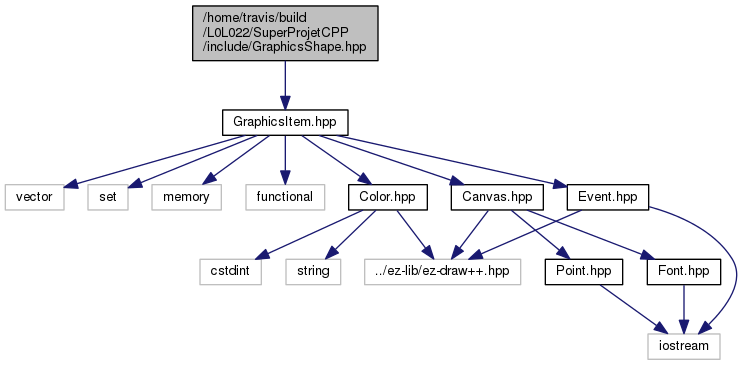 /home/travis/build
/L0L022/SuperProjetCPP
/include/GraphicsShape.hpp
GraphicsItem.hpp
vector
set
memory
functional
Color.hpp
Canvas.hpp
Event.hpp
cstdint
string
../ez-lib/ez-draw++.hpp
Point.hpp
Font.hpp
iostream